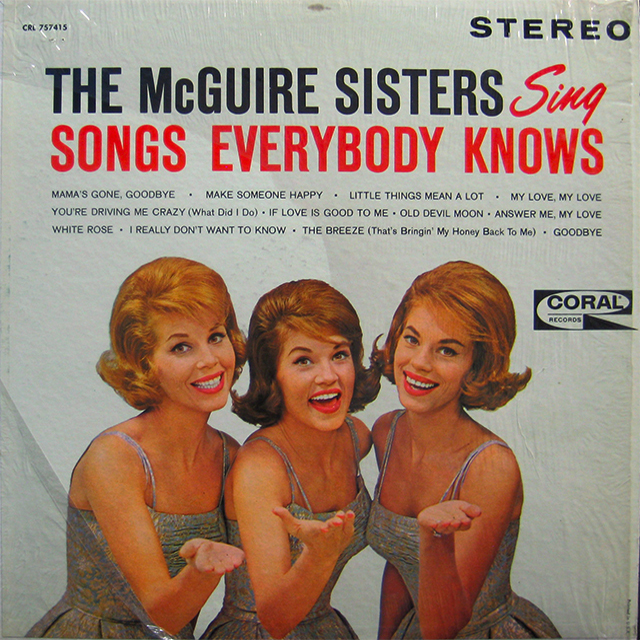 CRL 757415
STEREO
THE McGUIRE SISTERS Sing
SONGS EVERYBODY KNOWS
MAMA'S GONE, GOODBYE • MAKE SOMEONE HAPPY • LITTLE THINGS MEAN A LOT • MY LOVE, MY LOVE
YOU'RE DRIVING ME CRAZY (What Did I Do) • IF LOVE IS GOOD TO ME • OLD DEVIL MOON • ANSWER ME, MY LOVE
WHITE ROSE • I REALLY DON'T WANT TO KNOW • THE BREEZE (That's Bringin' My Honey Back To Me) • GOODBYE
CORAL
RECORDS